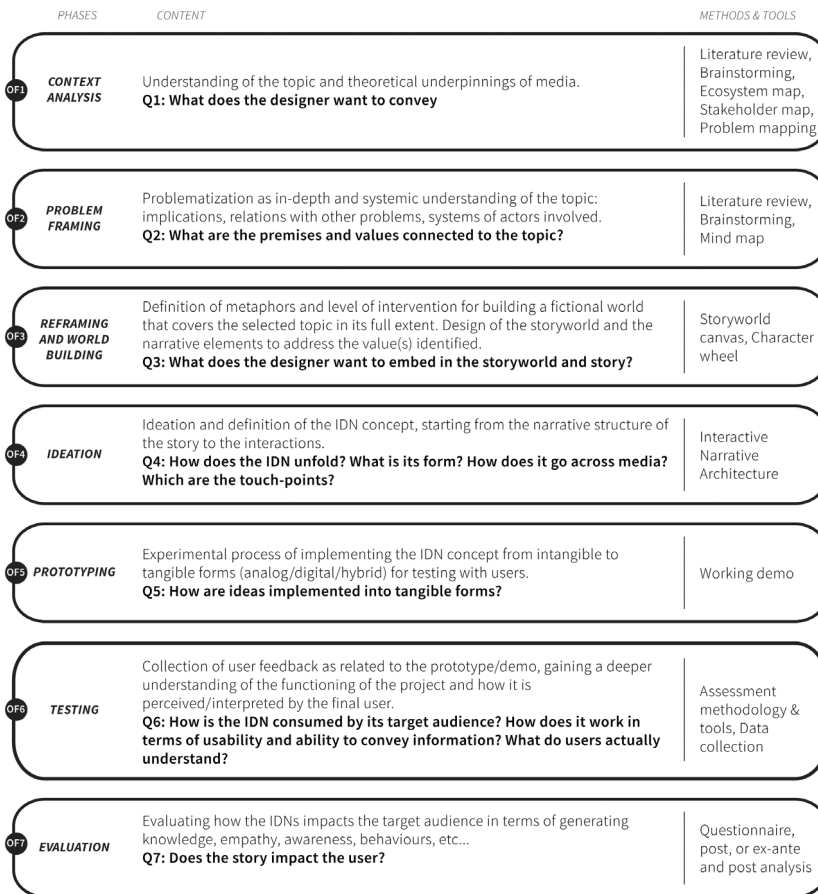 PHASES CONTENT METHODS & TOOLS
OF1
CONTEXT
ANALYSIS
Understanding of the topic and theoretical underpinnings of media.
Q1: What does the designer want to convey
Literature review,
Brainstorming,
Ecosystem map,
Stakeholder map,
Problem mapping
OF2
PROBLEM
FRAMING
Problematization as in-depth and systemic understanding of the topic:
implications, relations with other problems, systems of actors involved.
Q2: What are the premises and values connected to the topic?
Literature review,
Brainstorming,
Mind map
OF3
REFRAMING
AND WORLD
BUILDING
Definition of metaphors and level of intervention for building a fictional world
that covers the selected topic in its full extent. Design of the storyworld and the
narrative elements to address the value(s) identified.
Q3: What does the designer want to embed in the storyworld and story?
Storyworld
canvas, Character
wheel
OF4
IDEATION
Ideation and definition of the IDN concept, starting from the narrative structure of
the story to the interactions.
Q4: How does the IDN unfold? What is its form? How does it go across media?
Which are the touch-points?
Interactive
Narrative
Architecture
OF5
PROTOTYPING
Experimental process of implementing the IDN concept from intangible to
tangible forms (analog/digital/hybrid) for testing with users.
Q5: How are ideas implemented into tangible forms?
Working demo
OF6
TESTING
Collection of user feedback as related to the prototype/demo, gaining a deeper
understanding of the functioning of the project and how it is
perceived/interpreted by the final user.
Q6: How is the IDN consumed by its target audience? How does it work in
terms of usability and ability to convey information? What do users actually
understand?
Assessment
methodology &
tools, Data
collection
OF7
EVALUATION
Evaluating how the IDNs impacts the target audience in terms of generating
knowledge, empathy, awareness, behaviours, etc...
Q7: Does the story impact the user?
Questionnaire,
post, or ex-ante
and post analysis